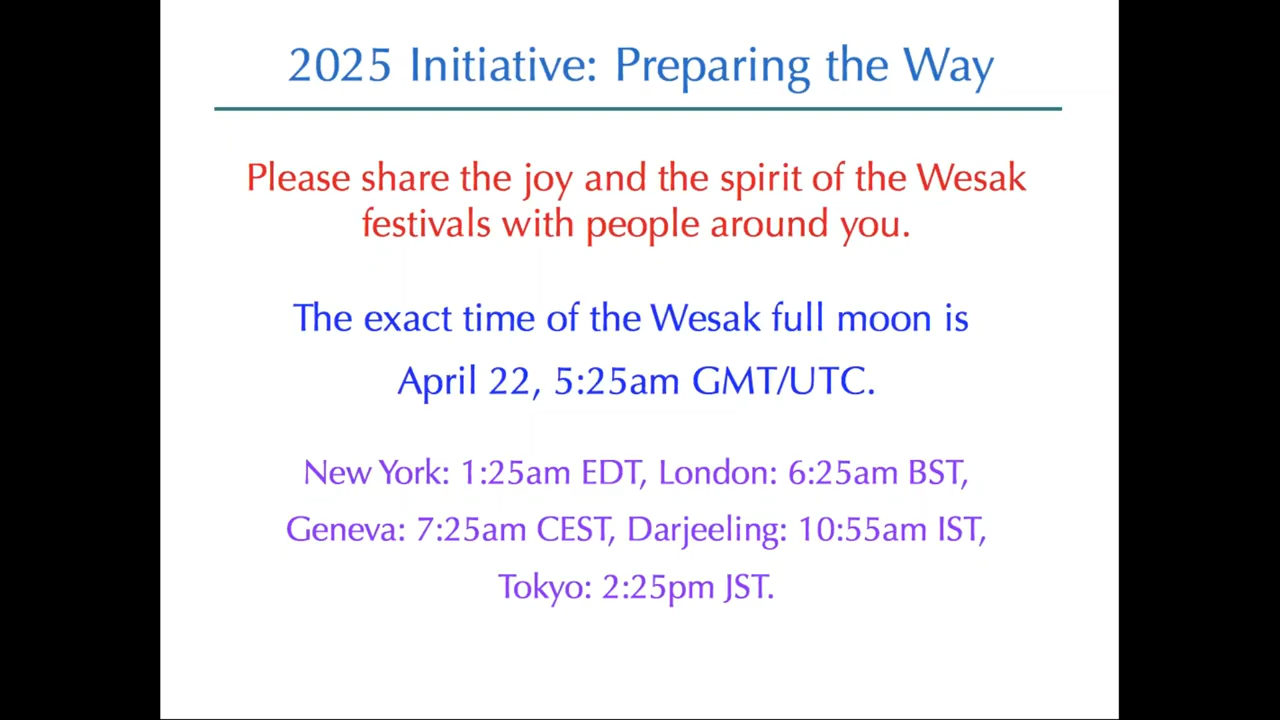 2025 Initiative: Preparing the Way
Please share the joy and the spirit of the Wesak
festivals with people around you.
The exact time of the Wesak full moon is
April 22, 5:25am GMT/UTC.
New York: 1:25am EDT, London: 6:25am BST,
Geneva: 7:25am CEST, Darjeeling: 10:55am IST,
Tokyo: 2:25pm JST.